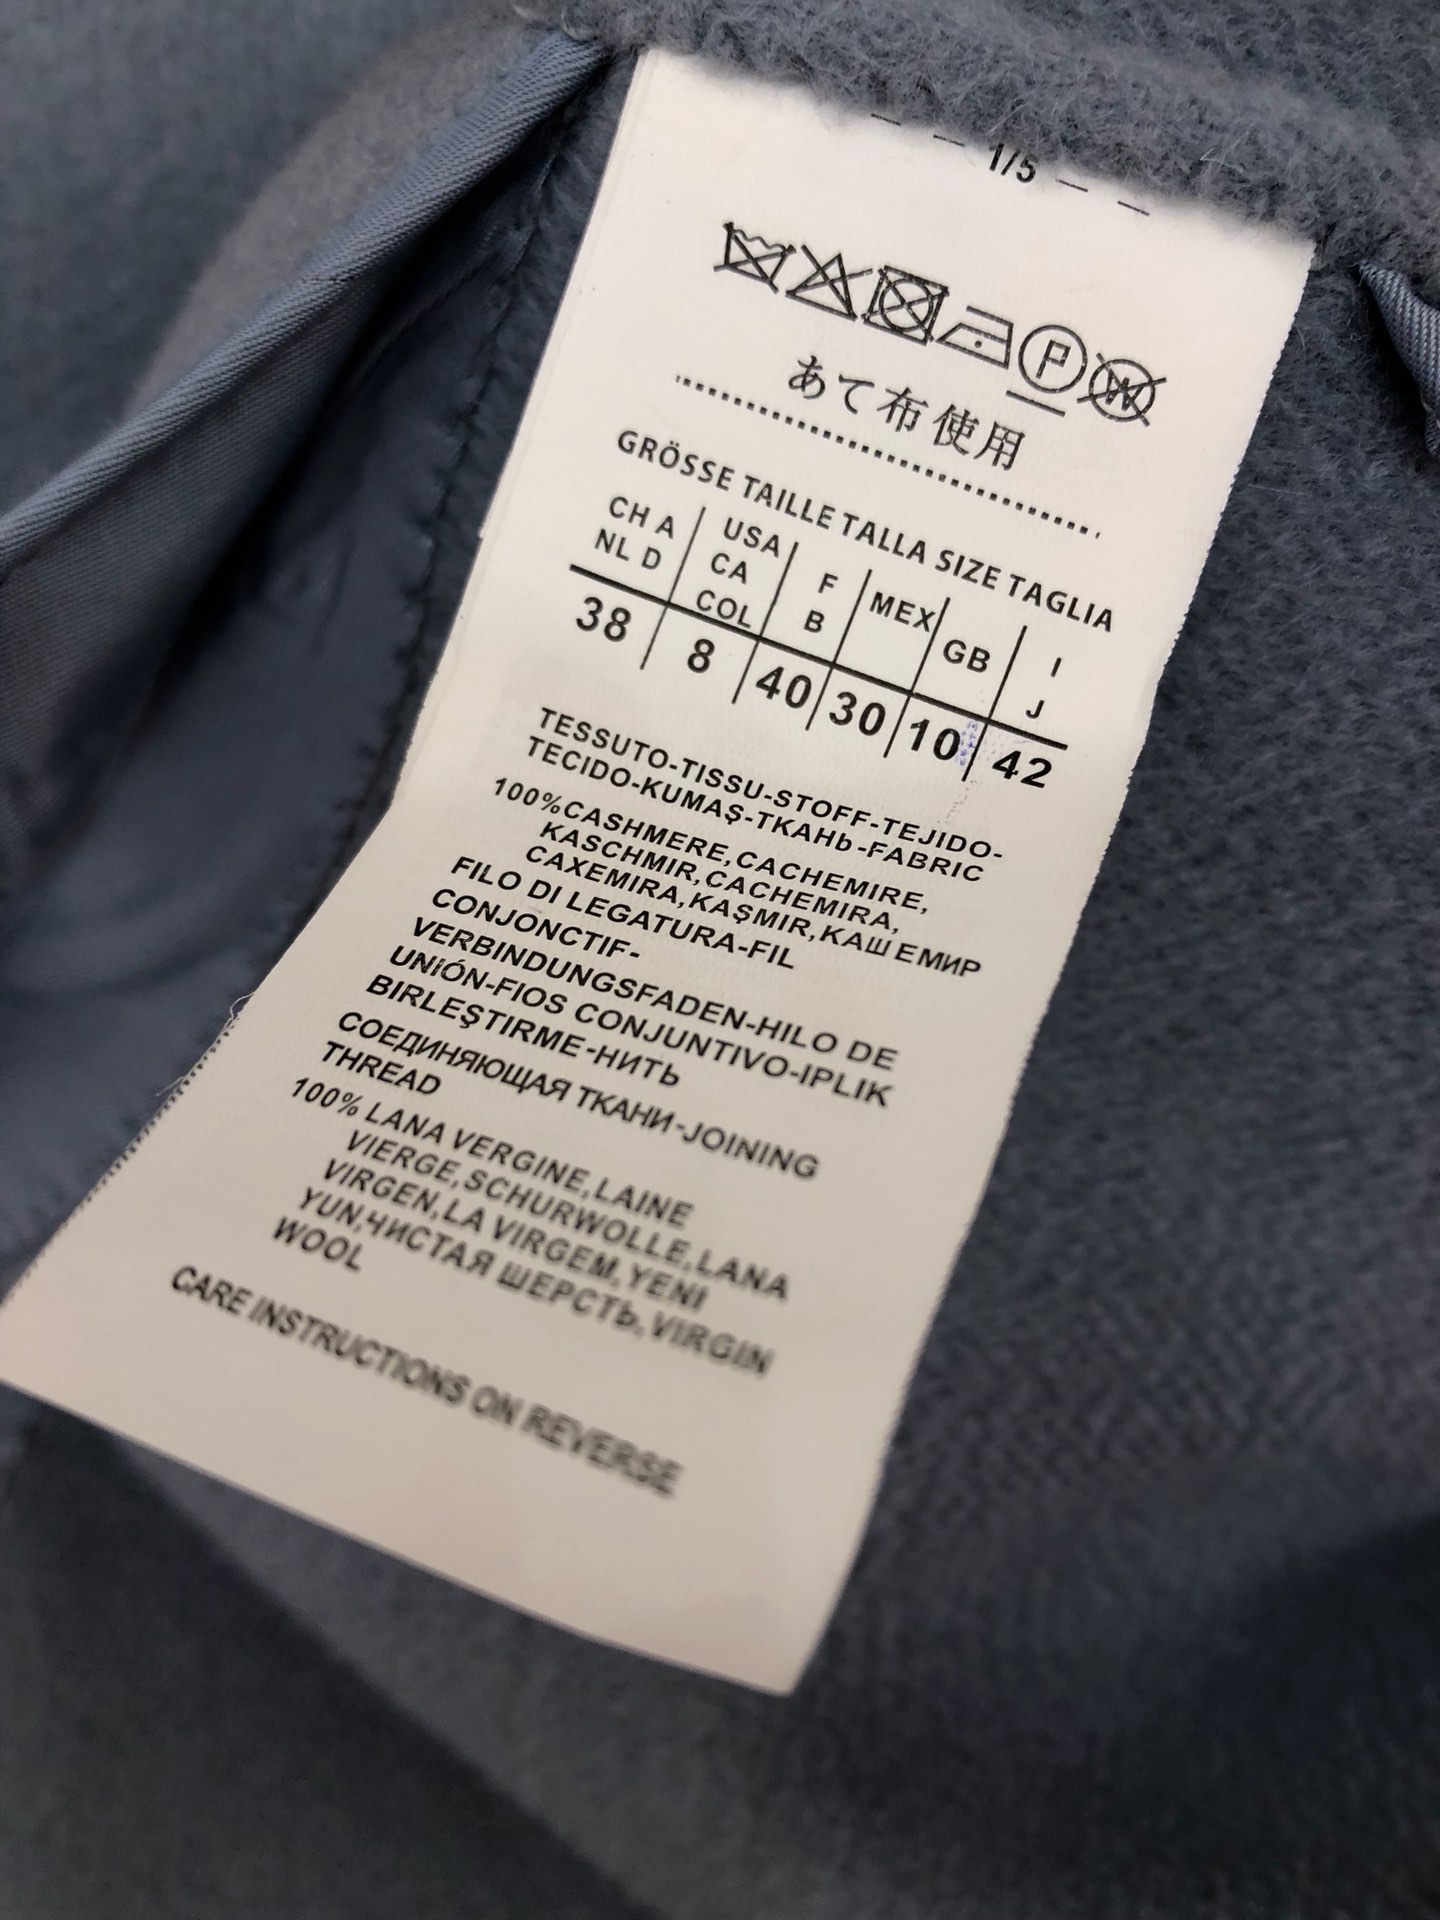 1/5
P W
あて布使用
GRÖSSE TAILLE TALLA SIZE TAGLIA
CH A USA F MEX GB I
NL D CA B J
COL
38 8 40 30 10 42
TESSUTO-TISSU-STOFF-TEJIDO-
TECIDO-KUMAŞ-ТКАНЬ-FABRIC
100%CASHMERE,CACHEMIRE,
KASCHMIR,CACHEMIRA,
CAXEMIRA,KAŞMIR,КАШЕМИР
FILO DI LEGATURA-FIL
CONJONCTIF-
VERBINDUNGSFADEN-HILO DE
UNIÓN-FIOS CONJUNTIVO-IPLIK
BIRLEŞTIRME-НИТЬ
СОЕДИНЯЮЩАЯ ТКАНИ-JOINING
THREAD
100% LANA VERGINE,LAINE
VIERGE,SCHURWOLLE,LANA
VIRGEN,LA VIRGEM,YENI
YUN,ЧИСТАЯ ШЕРСТЬ,VIRGIN
WOOL
CARE INSTRUCTIONS ON REVERSE